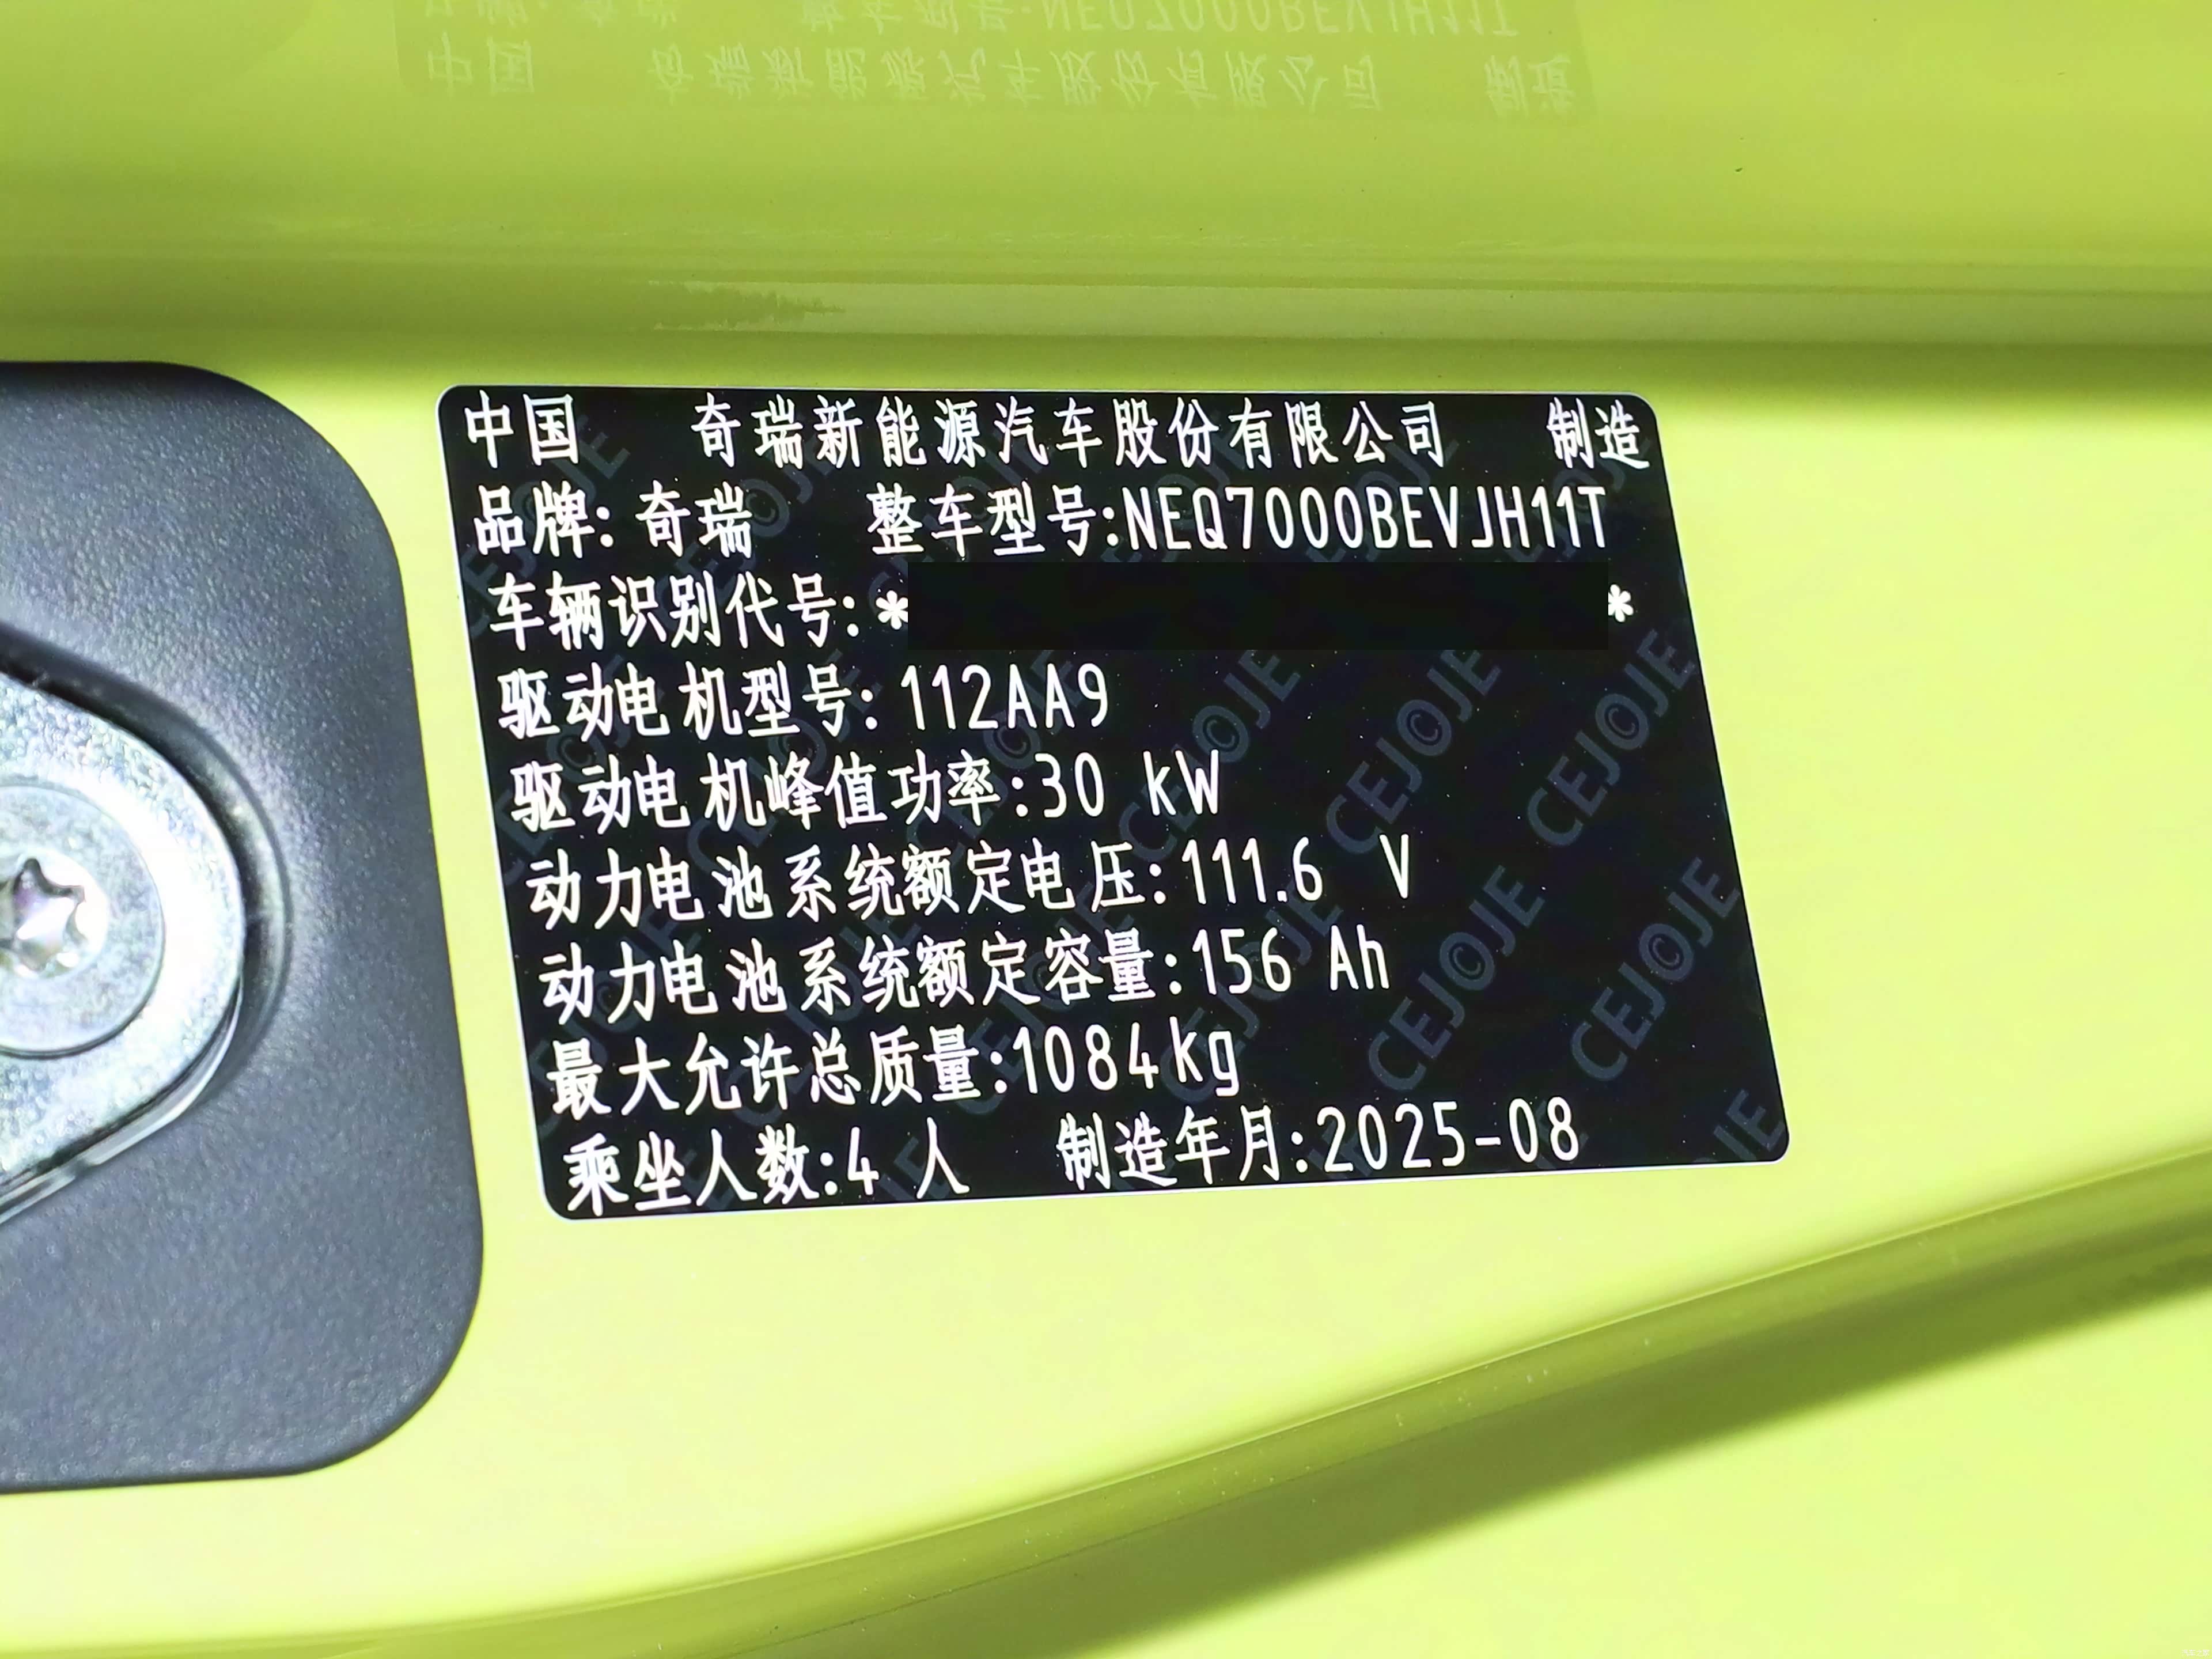 中国 奇瑞新能源汽车股份有限公司 制造
品牌: 奇瑞 整车型号:NEQ7000BEVJH11T
车辆识别代号: * *
驱动电机型号: 112AA9
驱动电机峰值功率:30 kW
动力电池系统额定电压:111.6 V
动力电池系统额定容量:156 Ah
最大允许总质量:1084kg
乘坐人数:4 人 制造年月:2025-08